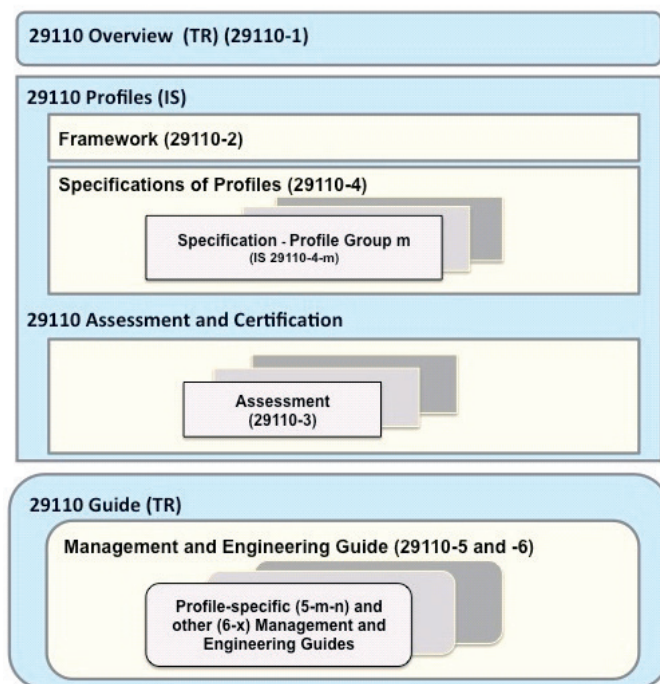 29110 Overview (TR) (29110-1)
29110 Profiles (IS)
Framework (29110-2)
Specifications of Profiles (29110-4)
Specification - Profile Group m
(IS 29110-4-m)
29110 Assessment and Certification
Assessment
(29110-3)
29110 Guide (TR)
Management and Engineering Guide (29110-5 and -6)
Profile-specific (5-m-n) and
other (6-x) Management and
Engineering Guides